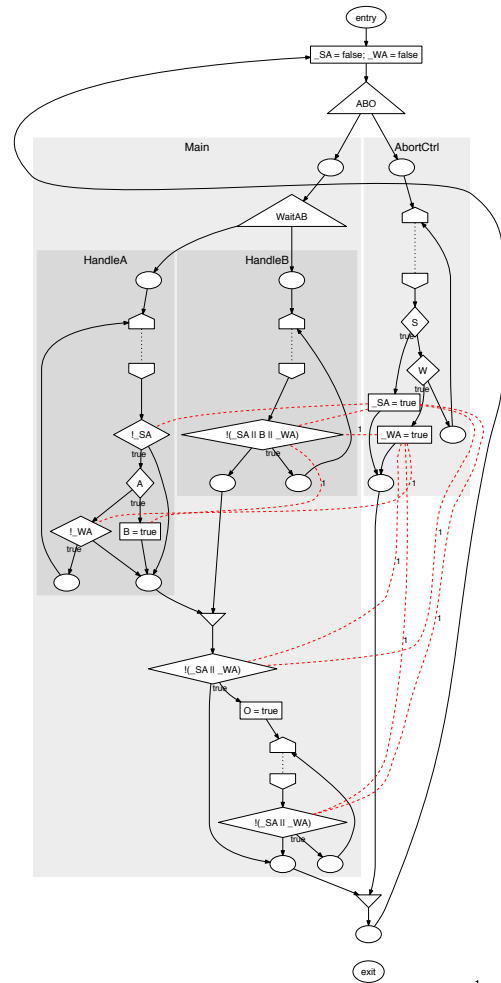 entry
_SA = false; _WA = false
ABO
Main
AbortCtrl
WaitAB
HandleA
HandleB
S
true
W
true
_SA = true
!_SA
true
!(_SA || B || _WA)
true
1
_WA = true
A
true
1
1
1
!_WA
true
B = true
1
1
1
!(_SA || _WA)
true
O = true
!(_SA || _WA)
true
exit
1